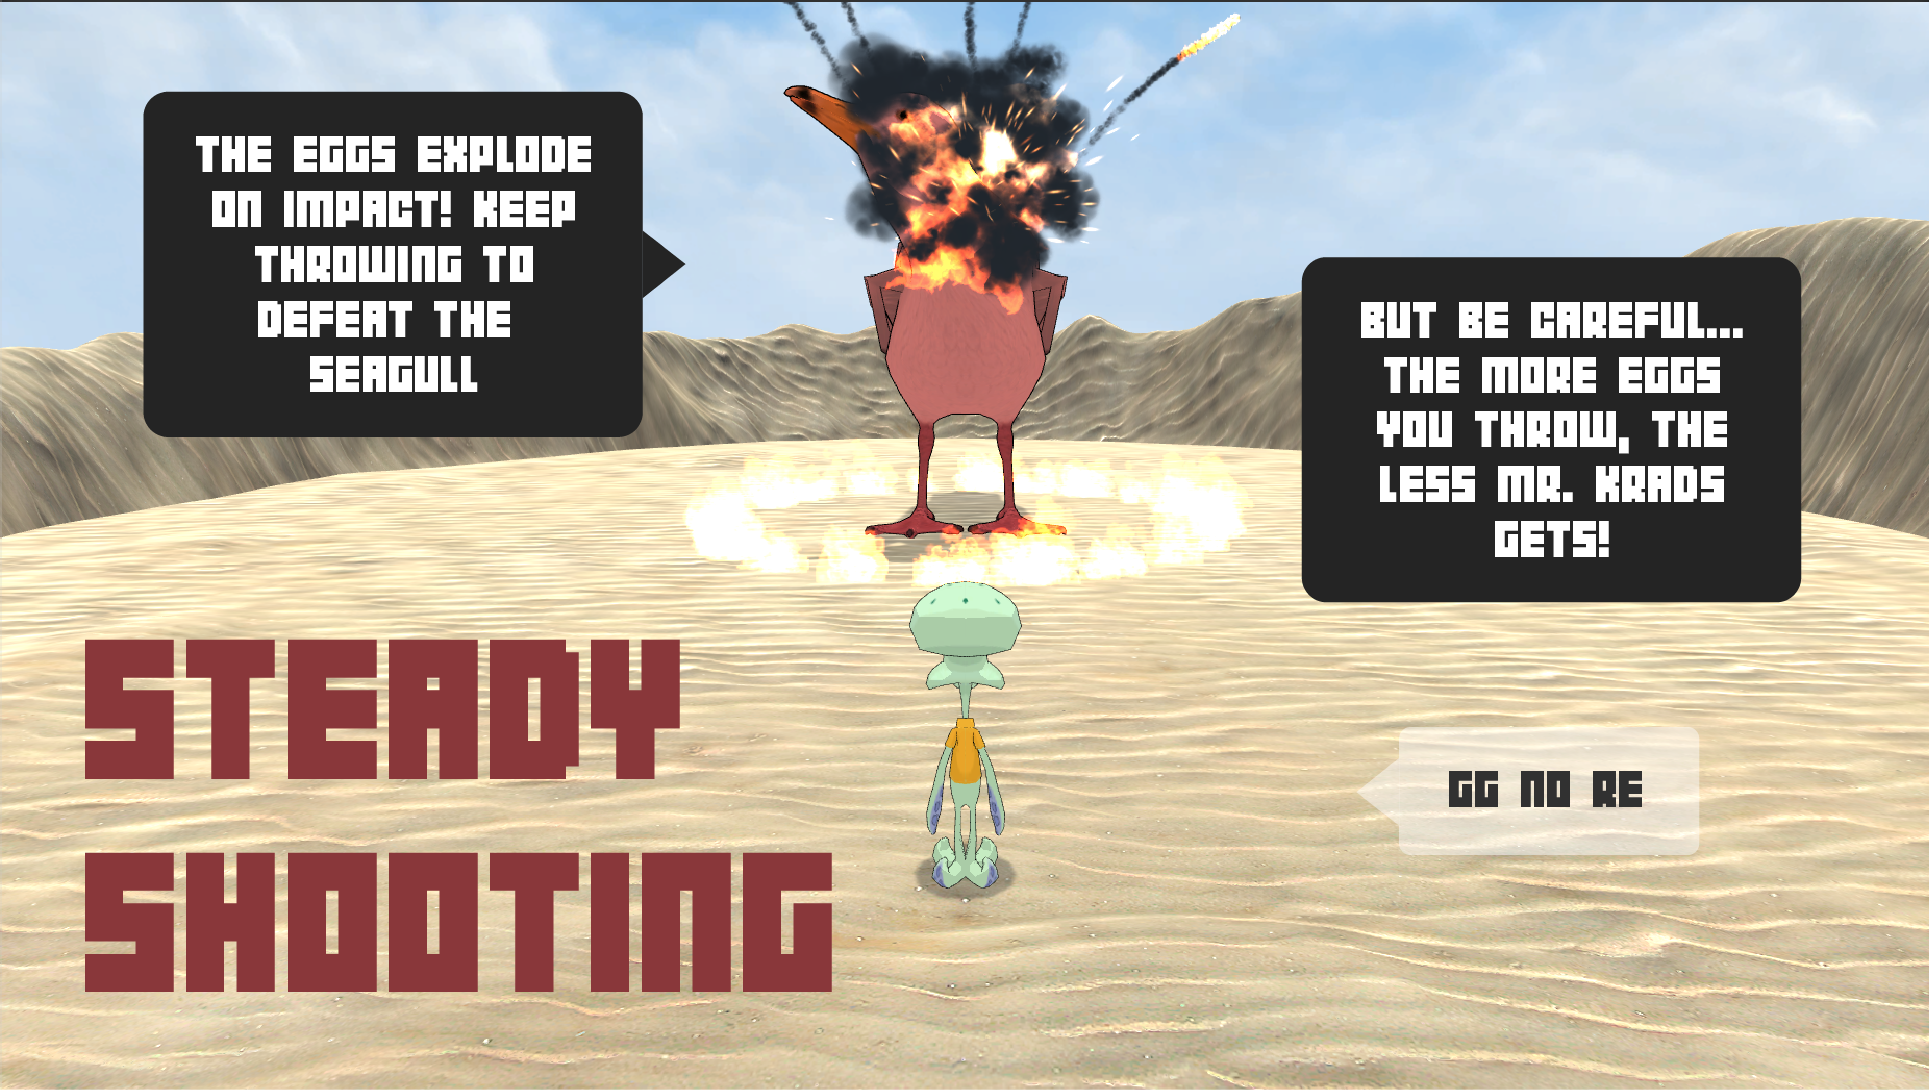 THE EGGS EXPLODE
ON IMPACT! KEEP
THROWING TO
DEFEAT THE
SEAGULL
BUT BE CAREFUL...
THE MORE EGGS
YOU THROW, THE
LESS MR. KRABS
GETS!
STEADY
SHOOTING
GG NO RE